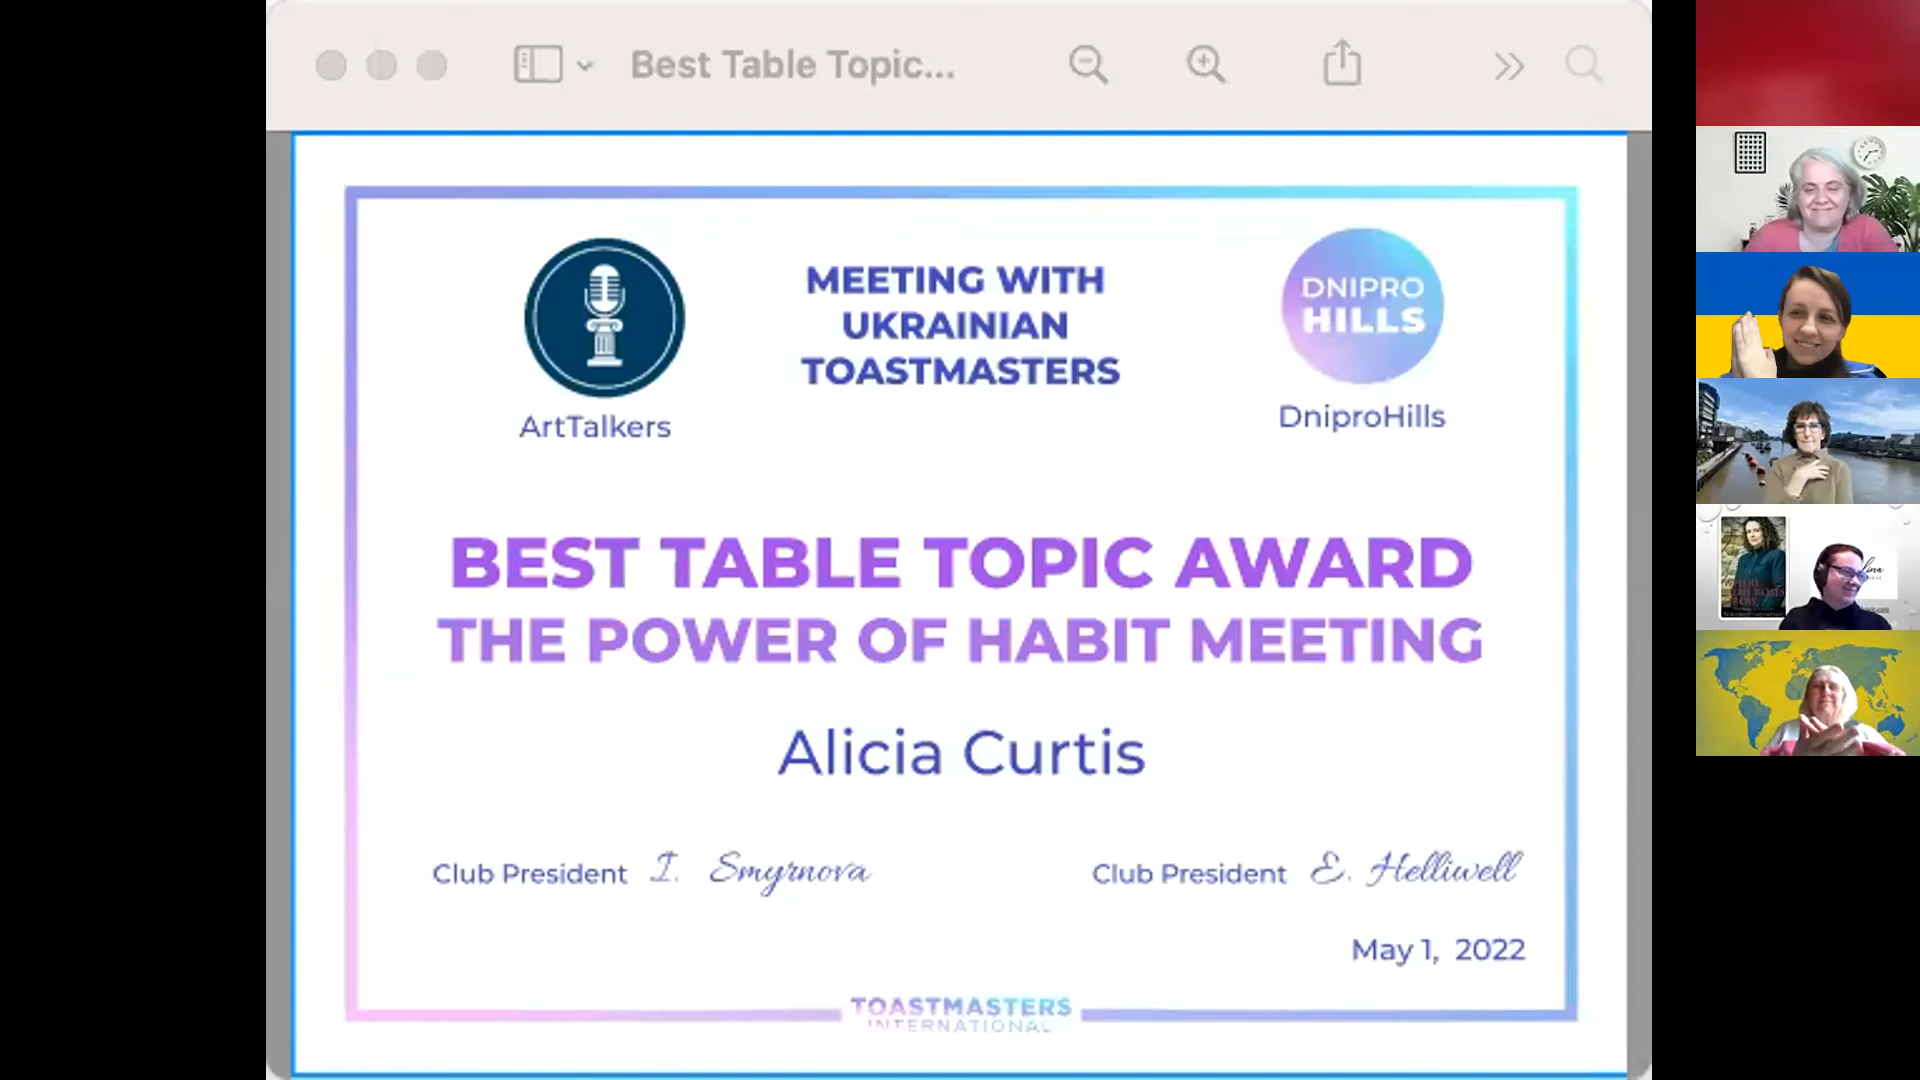 Best Table Topic...
MEETING WITH
UKRAINIAN
TOASTMASTERS
DNIPRO
HILLS
ArtTalkers
DniproHills
BEST TABLE TOPIC AWARD
THE POWER OF HABIT MEETING
Alicia Curtis
Club President I. Smyrnova
Club President E. Helliwell
May 1, 2022
TOASTMASTERS
INTERNATIONAL